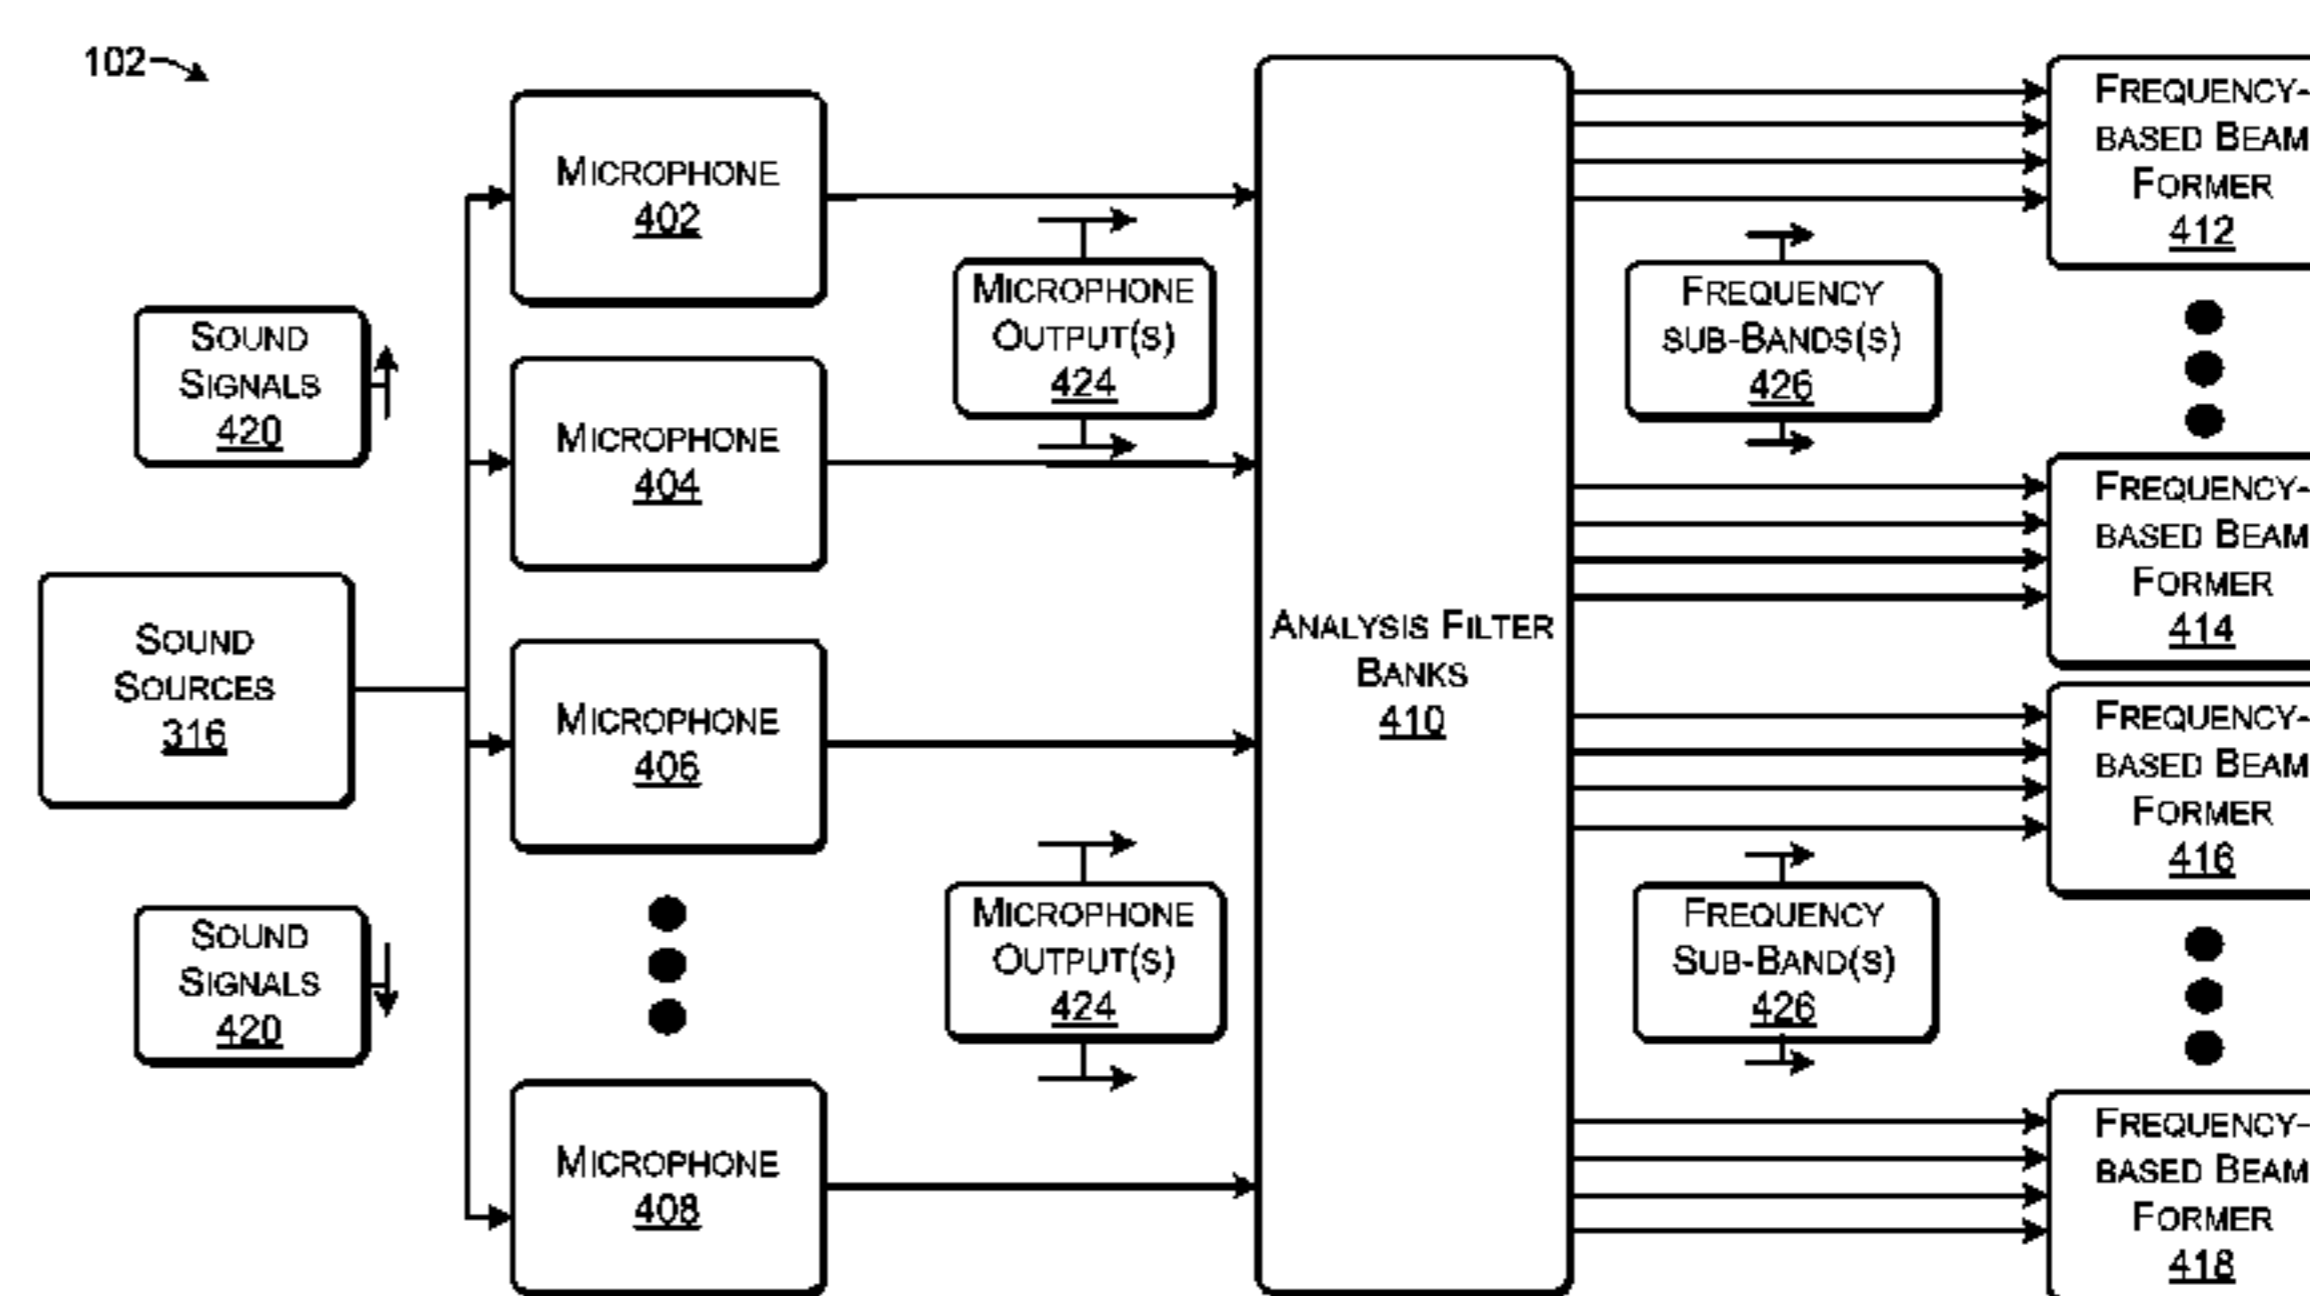 102
MICROPHONE
402
MICROPHONE
404
MICROPHONE
406
MICROPHONE
408
SOUND
SIGNALS
420
SOUND
SOURCES
316
SOUND
SIGNALS
420
MICROPHONE
OUTPUT(S)
424
MICROPHONE
OUTPUT(S)
424
ANALYSIS FILTER
BANKS
410
FREQUENCY
SUB-BANDS(S)
426
FREQUENCY
SUB-BAND(S)
426
FREQUENCY-
BASED BEAM
FORMER
412
FREQUENCY-
BASED BEAM
FORMER
414
FREQUENCY-
BASED BEAM
FORMER
416
FREQUENCY-
BASED BEAM
FORMER
418